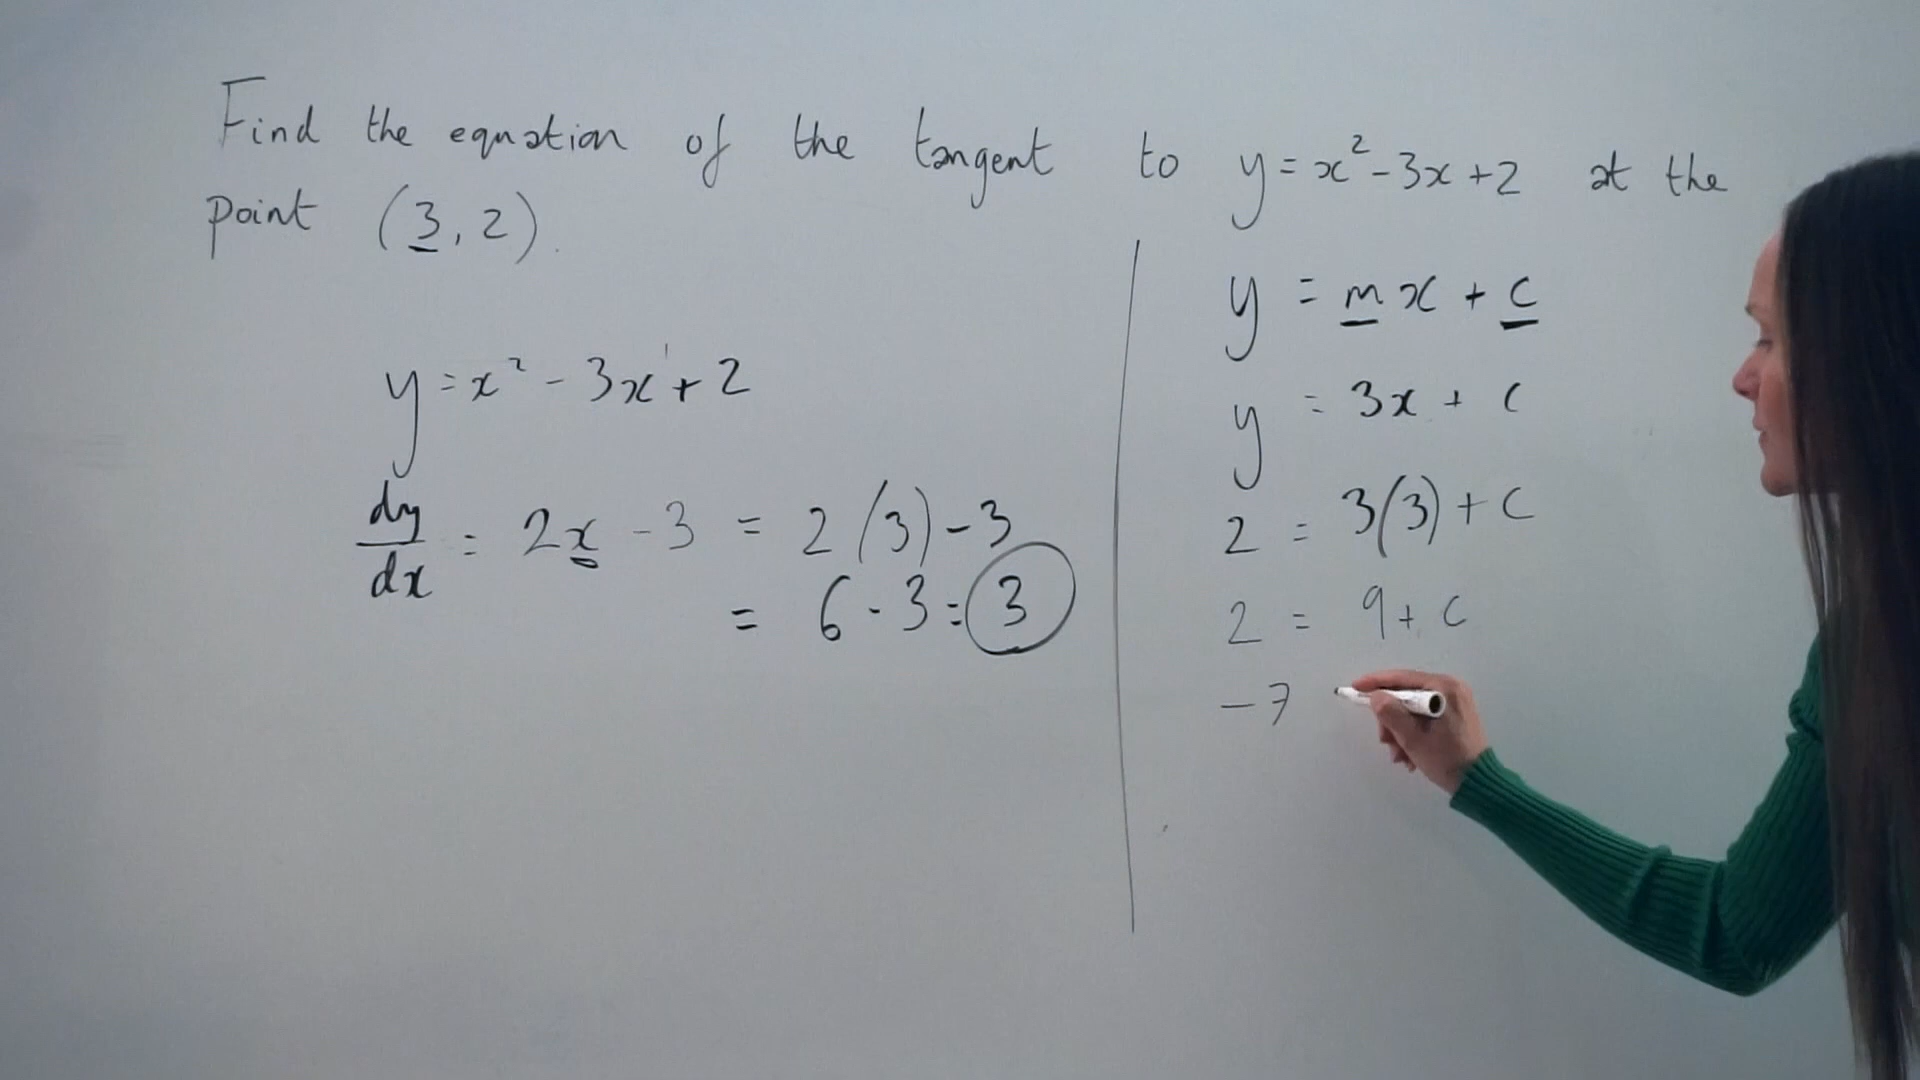 Find the equation of the tangent to y = x² - 3x + 2 at the
point (3, 2).
y = x² - 3x + 2
dy/dx = 2x - 3 = 2(3) - 3
= 6 - 3 = 3
y = mx + c
y = 3x + c
2 = 3(3) + c
2 = 9 + c
-7